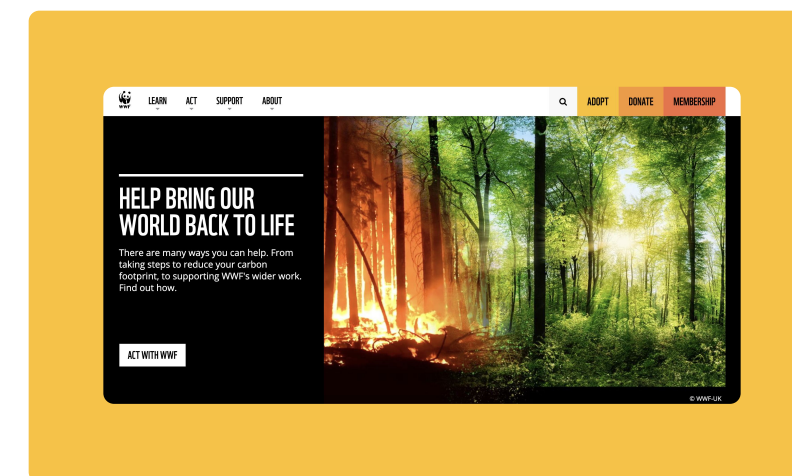 WWF
LEARN
ACT
SUPPORT
ABOUT
ADOPT
DONATE
MEMBERSHIP
HELP BRING OUR
WORLD BACK TO LIFE
There are many ways you can help. From
taking steps to reduce your carbon
footprint, to supporting WWF's wider work.
Find out how.
ACT WITH WWF
© WWF-UK